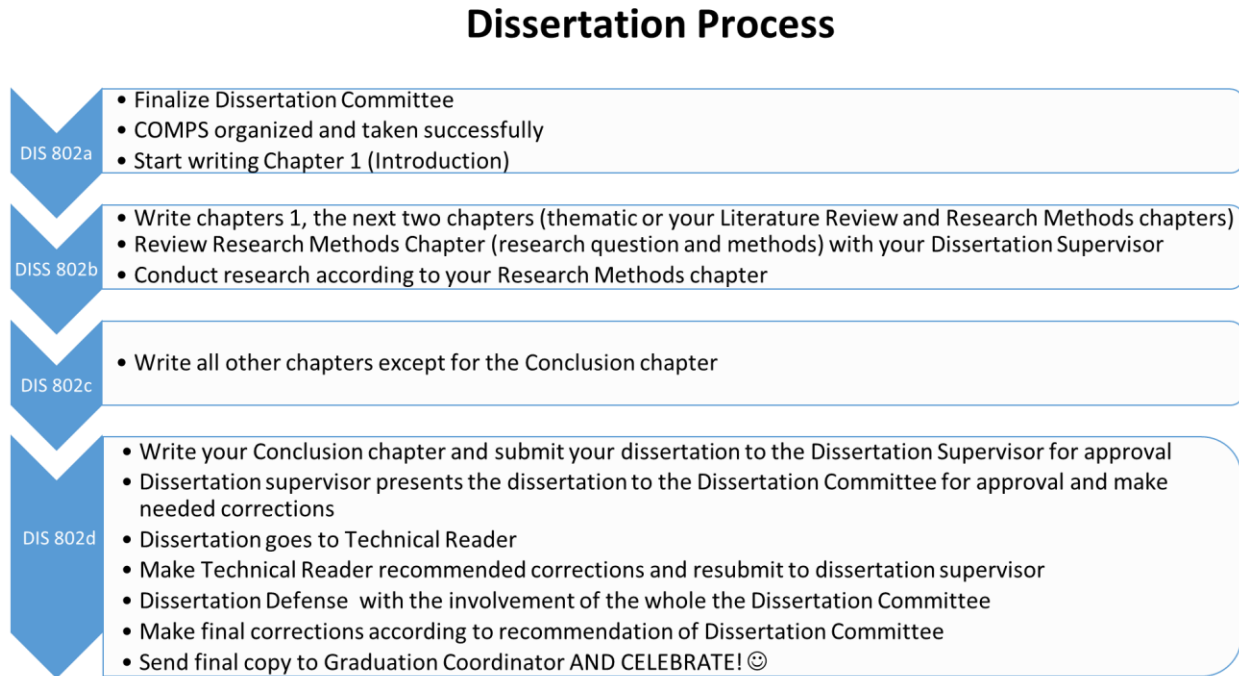 Dissertation Process
DIS 802a
• Finalize Dissertation Committee
• COMPS organized and taken successfully
• Start writing Chapter 1 (Introduction)
DISS 802b
• Write chapters 1, the next two chapters (thematic or your Literature Review and Research Methods chapters)
• Review Research Methods Chapter (research question and methods) with your Dissertation Supervisor
• Conduct research according to your Research Methods chapter
DIS 802c
• Write all other chapters except for the Conclusion chapter
DIS 802d
• Write your Conclusion chapter and submit your dissertation to the Dissertation Supervisor for approval
• Dissertation supervisor presents the dissertation to the Dissertation Committee for approval and make
needed corrections
• Dissertation goes to Technical Reader
• Make Technical Reader recommended corrections and resubmit to dissertation supervisor
• Dissertation Defense with the involvement of the whole the Dissertation Committee
• Make final corrections according to recommendation of Dissertation Committee
• Send final copy to Graduation Coordinator AND CELEBRATE! ☺